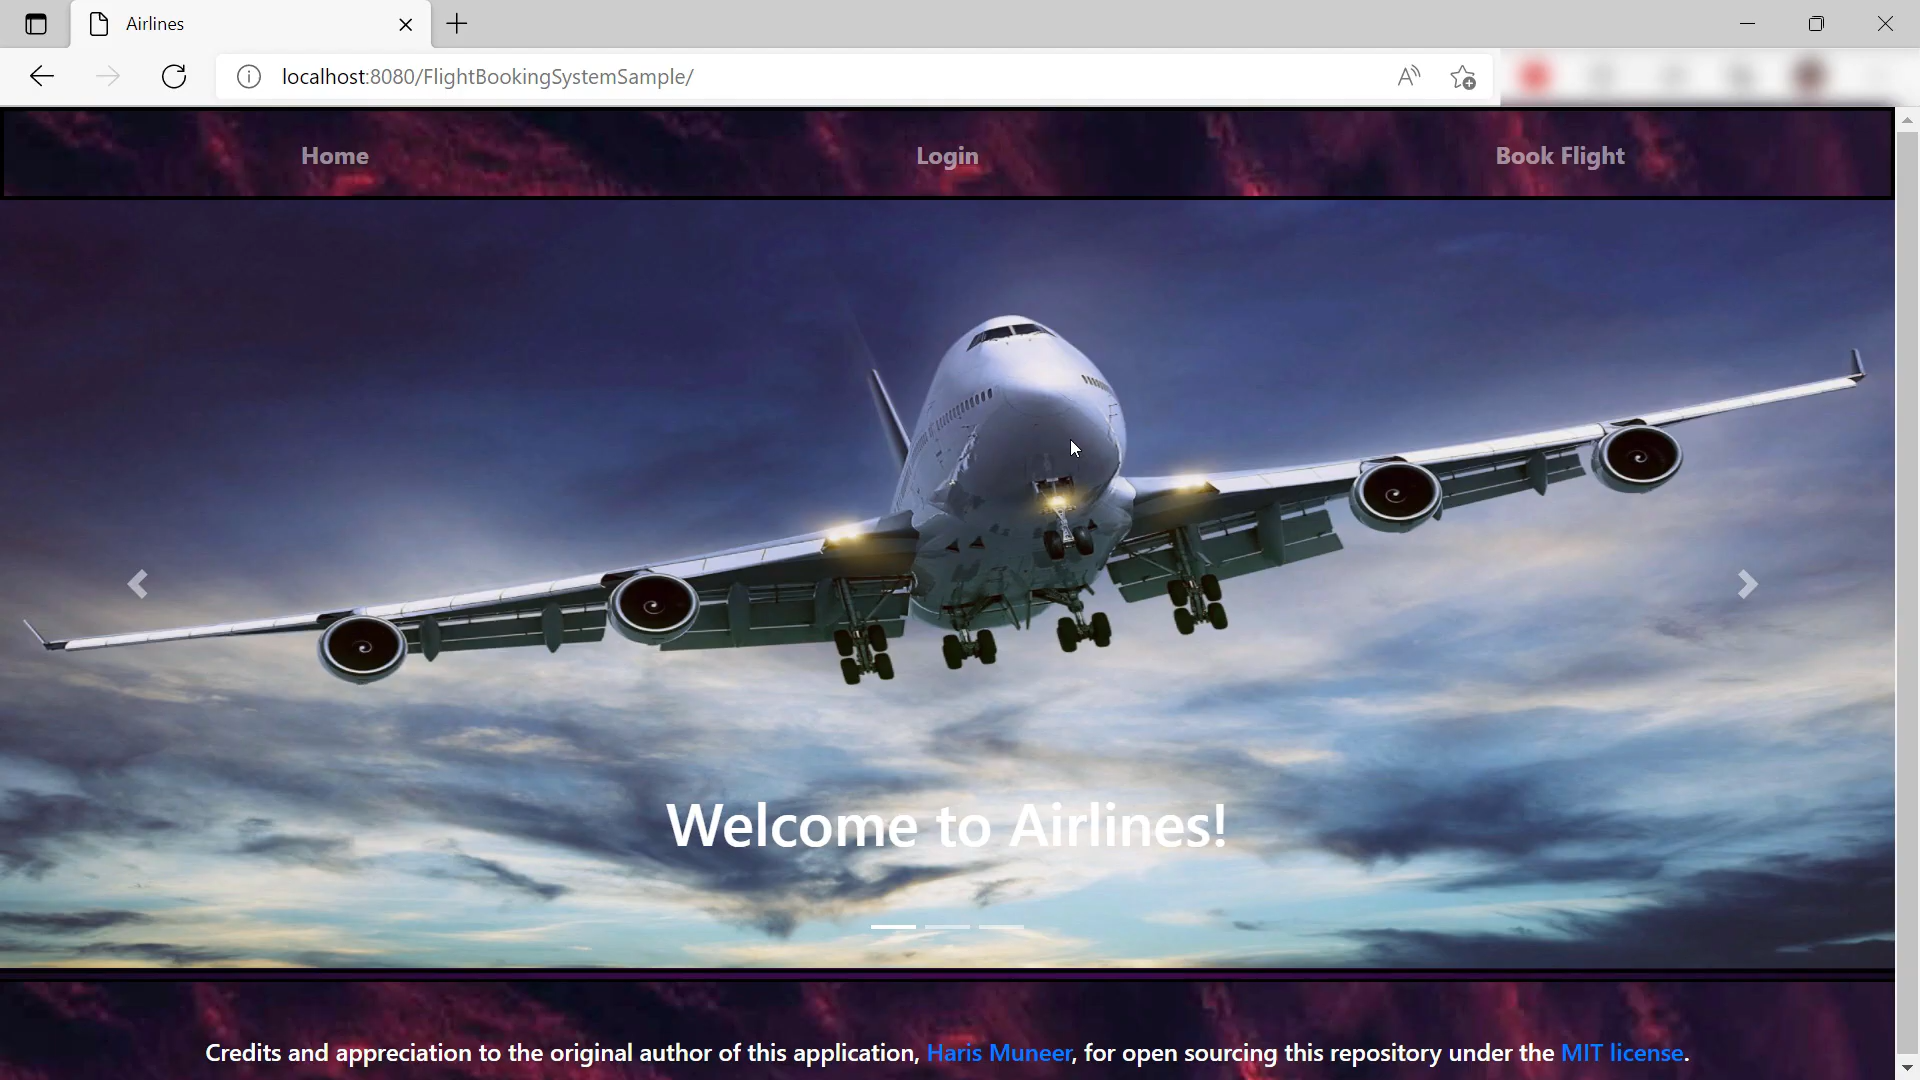 Airlines
localhost:8080/FlightBookingSystemSample/
Home Login Book Flight
Welcome to Airlines!
Credits and appreciation to the original author of this application, Haris Muneer, for open sourcing this repository under the MIT license.